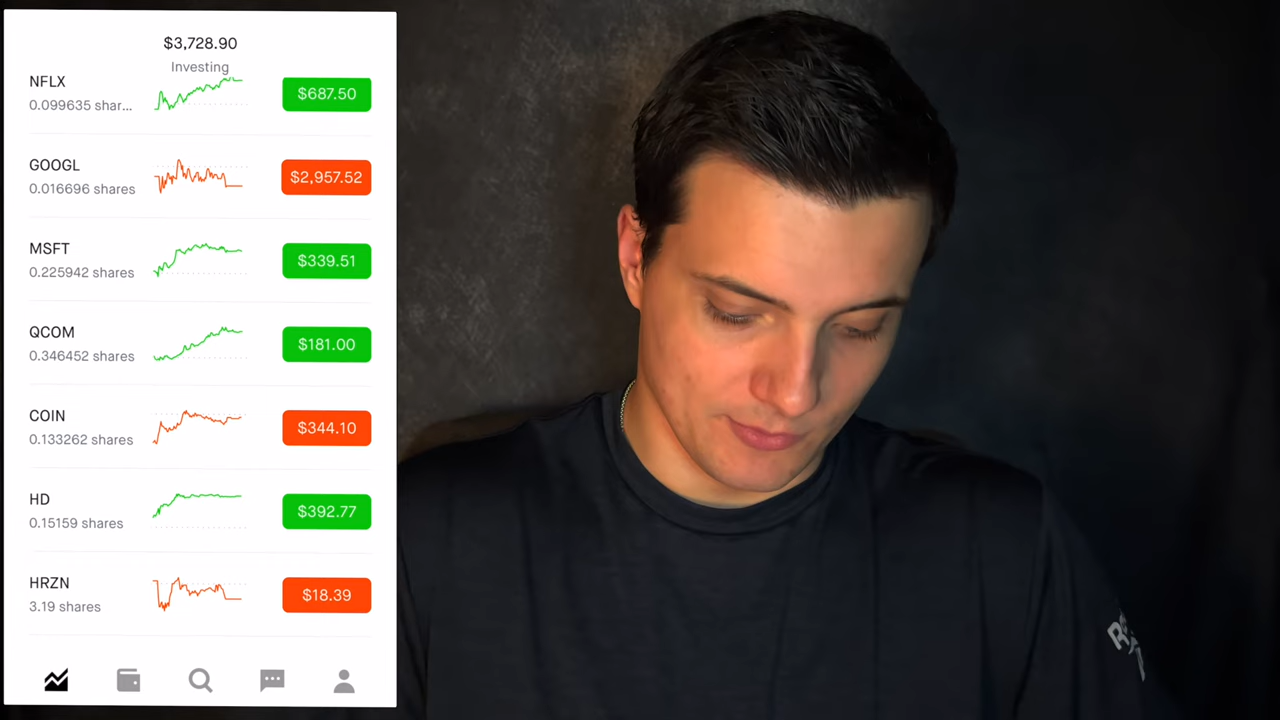 $3,728.90
Investing
NFLX
0.099635 shar...
$687.50
GOOGL
0.016696 shares
$2,957.52
MSFT
0.225942 shares
$339.51
QCOM
0.346452 shares
$181.00
COIN
0.133262 shares
$344.10
HD
0.15159 shares
$392.77
HRZN
3.19 shares
$18.39